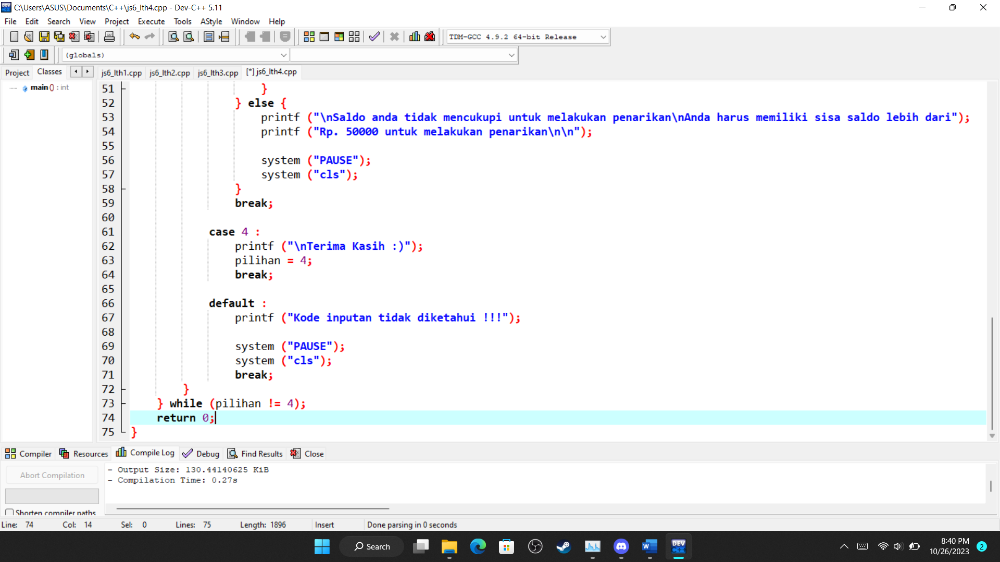 C:\Users\ASUS\Documents\C++\js6_lth4.cpp - Dev-C++ 5.11
File Edit Search View Project Execute Tools AStyle Window Help
TDM-GCC 4.9.2 64-bit Release
(globals)
Project Classes js6_lth1.cpp js6_lth2.cpp js6_lth3.cpp [*] js6_lth4.cpp
main () : int
51 }
52 } else {
53 printf ("\nSaldo anda tidak mencukupi untuk melakukan penarikan\nAnda harus memiliki sisa saldo lebih dari");
54 printf ("Rp. 50000 untuk melakukan penarikan\n\n");
55
56 system ("PAUSE");
57 system ("cls");
58 }
59 break;
60
61 case 4 :
62 printf ("\nTerima Kasih :)");
63 pilihan = 4;
64 break;
65
66 default :
67 printf ("Kode inputan tidak diketahui !!!");
68
69 system ("PAUSE");
70 system ("cls");
71 break;
72 }
73 } while (pilihan != 4);
74 return 0;
75 }
Compiler Resources Compile Log Debug Find Results Close
Abort Compilation
- Output Size: 130.44140625 KiB
- Compilation Time: 0.27s
Shorten compiler paths
Line: 74 Col: 14 Sel: 0 Lines: 75 Length: 1896 Insert Done parsing in 0 seconds
Search
DEV C++
8:40 PM
10/26/2023
2